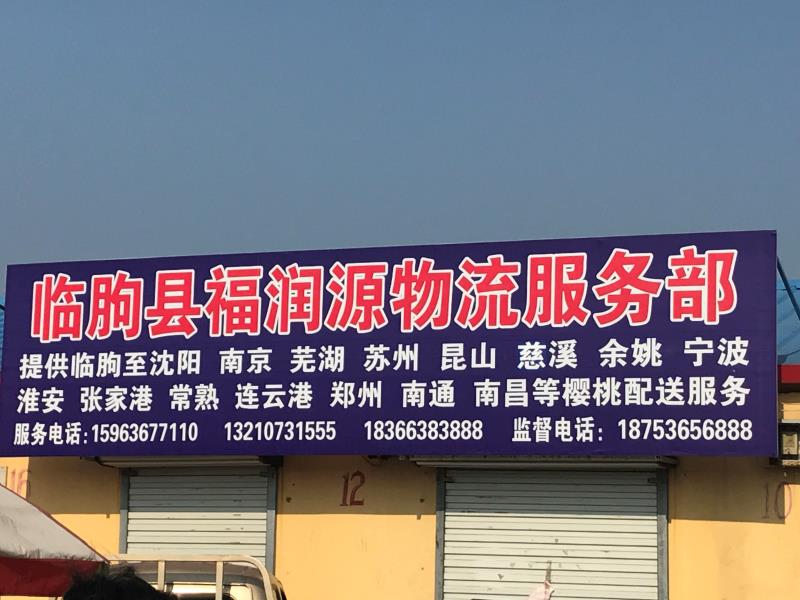 临朐县福润源物流服务部
提供临朐至沈阳 南京 芜湖 苏州 昆山 慈溪 余姚 宁波
淮安 张家港 常熟 连云港 郑州 南通 南昌等樱桃配送服务
服务电话:15963677110 13210731555 18366383888 监督电话: 18753656888
16 12 10